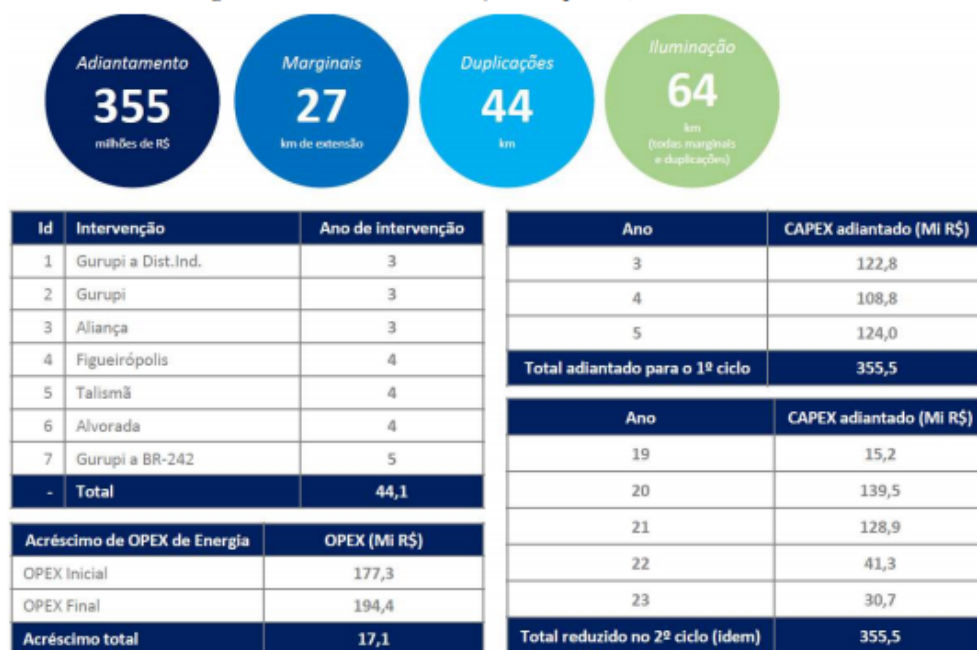 Adiantamento
355
milhões de R$
Marginais
27
km de extensão
Duplicações
44
km
Iluminação
64
km
(todas marginais
e duplicações)
Id Intervenção Ano de intervenção
1 Gurupi a Dist.Ind. 3
2 Gurupi 3
3 Aliança 3
4 Figueirópolis 4
5 Talismã 4
6 Alvorada 4
7 Gurupi a BR-242 5
- Total 44,1
Acréscimo de OPEX de Energia OPEX (Mi R$)
OPEX Inicial 177,3
OPEX Final 194,4
Acréscimo total 17,1
Ano CAPEX adiantado (Mi R$)
3 122,8
4 108,8
5 124,0
Total adiantado para o 1º ciclo 355,5
Ano CAPEX adiantado (Mi R$)
19 15,2
20 139,5
21 128,9
22 41,3
23 30,7
Total reduzido no 2º ciclo (idem) 355,5